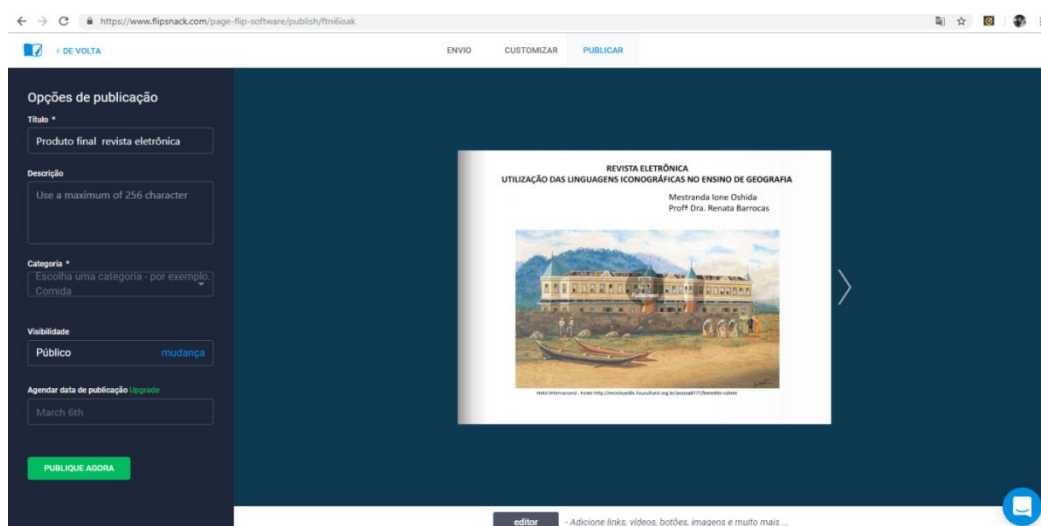 https://www.flipsnack.com/page-flip-software/publish/ftni6isak
< DE VOLTA
ENVIO
CUSTOMIZAR
PUBLICAR
Opções de publicação
Título *
Produto final revista eletrônica
Descrição
Use a maximum of 256 character
Categoria *
Escolha uma categoria - por exemplo.
Comida
Visibilidade
Público
mudança
Agendar data de publicação Upgrade
March 6th
PUBLIQUE AGORA
REVISTA ELETRÔNICA
UTILIZAÇÃO DAS LINGUAGENS ICONOGRÁFICAS NO ENSINO DE GEOGRAFIA
Mestranda Ione Oshida
Profª Dra. Renata Barrocas
Hotel Internacional . Fonte
editor - Adicione links, vídeos, botões, imagens e muito mais ...